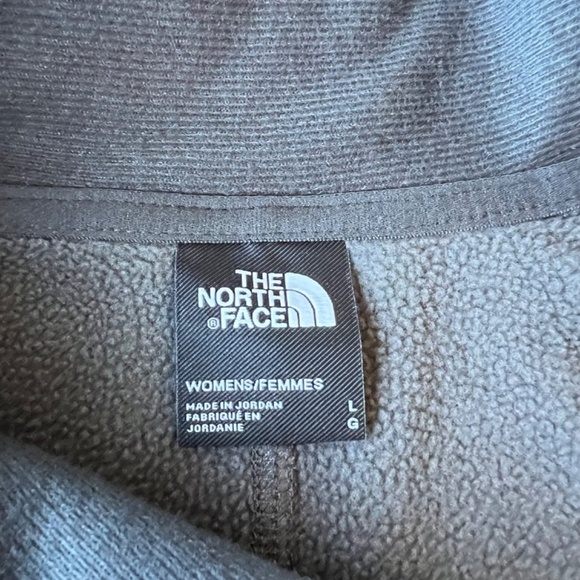 THE
NORTH
®FACE
WOMENS/FEMMES
MADE IN JORDAN
FABRIQUÉ EN
JORDANIE
L
G